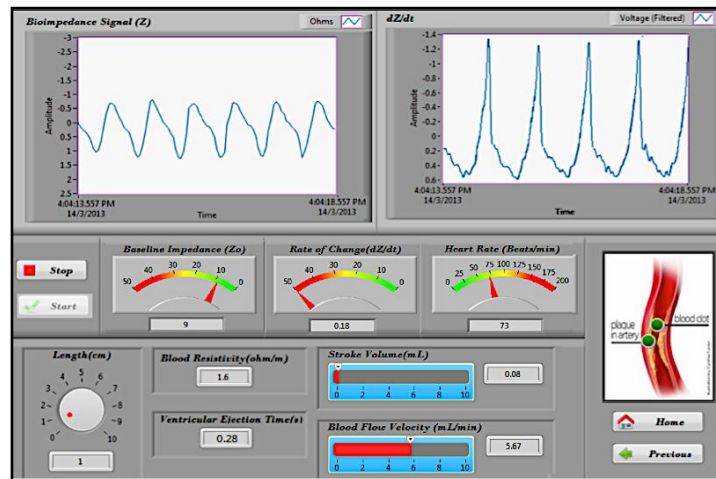 Bioimpedance Signal (Z)
Ohms
-3
-2.5
-2
-1.5
-1
-0.5
0.0
0.5
1
1.5
2
2.5
Amplitude
4:04:13.557 PM
14/3/2013
4:04:18.557 PM
14/3/2013
Time
dZ/dt
Voltage (Filtered)
-1.4
-1.2
-1
-0.8
-0.6
-0.4
-0.2
0
0.2
0.4
0.6
Amplitude
4:04:13.557 PM
14/3/2013
4:04:18.557 PM
14/3/2013
Time
Stop
Start
Baseline Impedance (Zo)
50 40 30 20 10 0
9
Rate of Change(dZ/dt)
50 40 30 20 10 0
0.18
Heart Rate (Beats/min)
0 25 50 75 100 125 150 175 200
73
plaque
in artery
blood clot
Length(cm)
0 1 2 3 4 5 6 7 8 9 10
1
Blood Resistivity(ohm/m)
1.6
Ventricular Ejection Time(s)
0.28
Stroke Volume(mL)
0 2 4 6 8 10
0.08
Blood Flow Velocity (mL/min)
0 2 4 6 8 10
5.67
Home
Previous